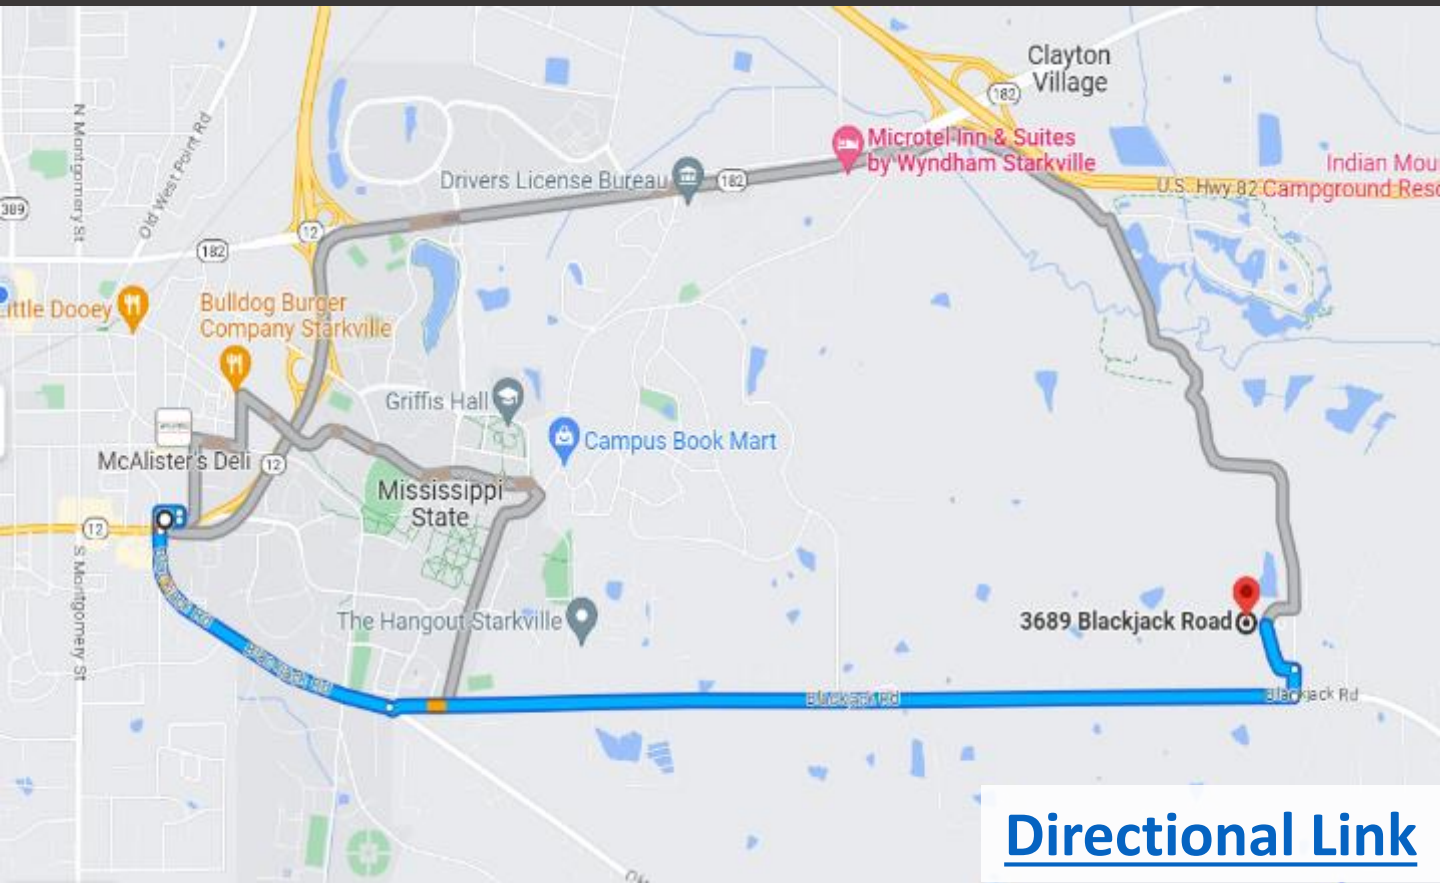 Clayton
Village
182
N Montgomery St
Old West Point Rd
Microtel Inn & Suites
by Wyndham Starkville
Indian Mou
Drivers License Bureau
182
U.S. Hwy 82
Campground Reso
389
12
182
Little Dooey
Bulldog Burger
Company Starkville
Griffis Hall
Campus Book Mart
McAlister's Deli
12
Mississippi
State
12
S Montgomery St
The Hangout Starkville
3689 Blackjack Road
Blackjack Rd
Blackjack Rd
Directional Link